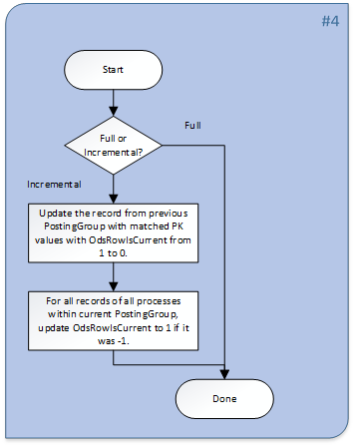 #4
Start
Full or
Incremental?
Full
Incremental
Update the record from previous
PostingGroup with matched PK
values with OdsRowIsCurrent from
1 to 0.
For all records of all processes
within current PostingGroup,
update OdsRowIsCurrent to 1 if it
was -1.
Done